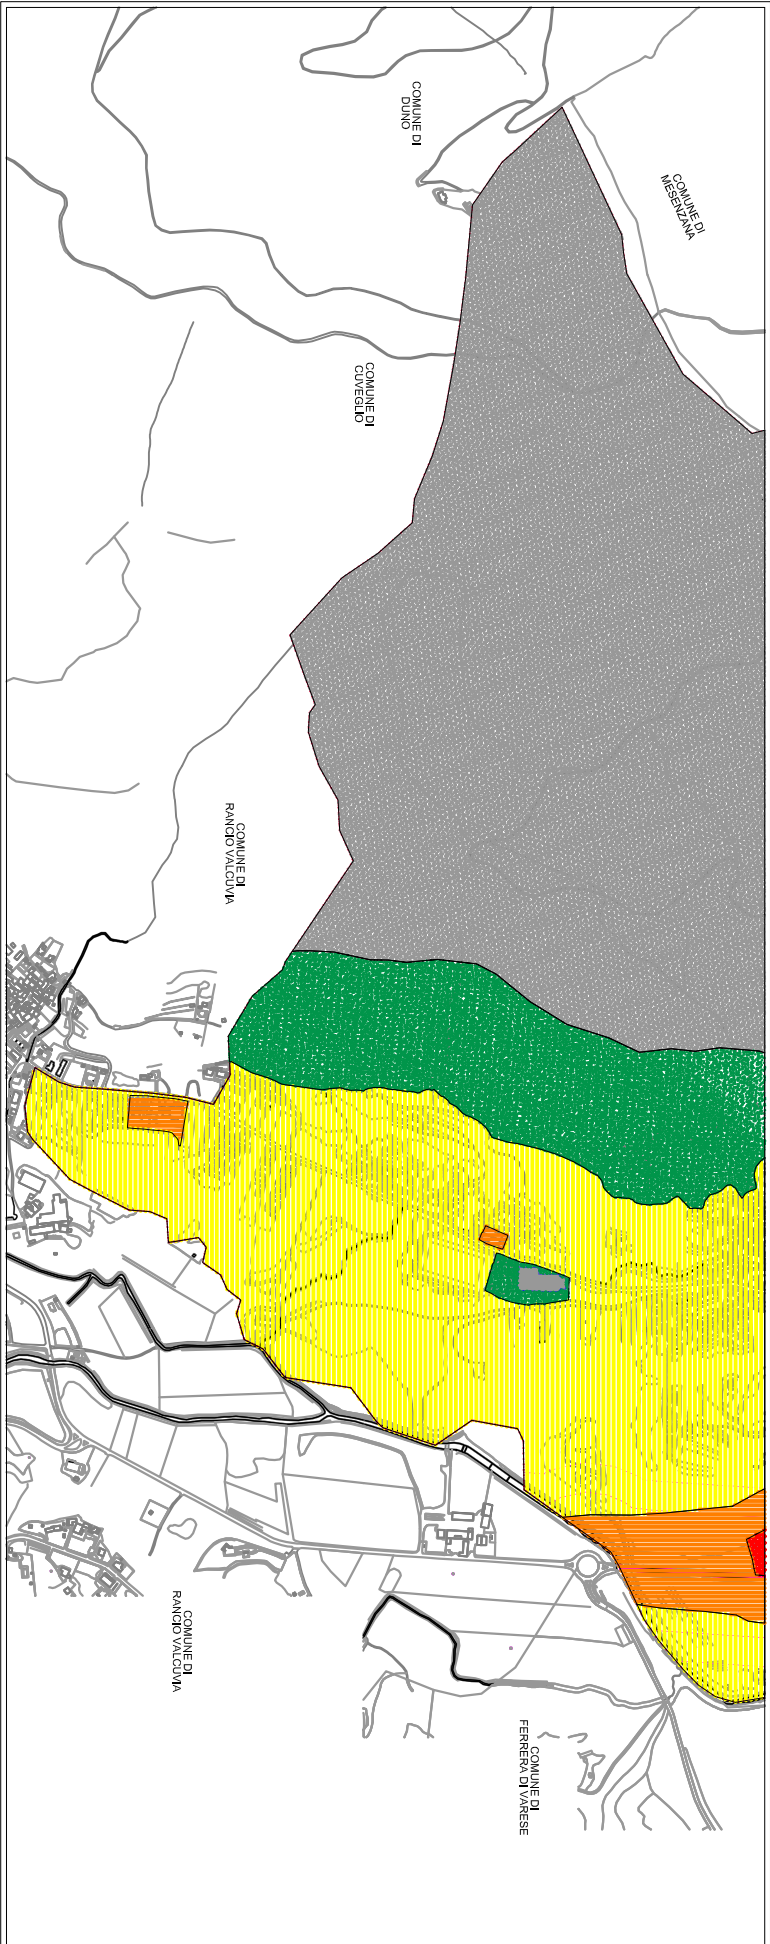 COMUNE DI
DUNO
COMUNE DI
MESENZANA
COMUNE DI
CUVEGLIO
COMUNE DI
RANCIO VALCUVIA
COMUNE DI
RANCIO VALCUVIA
COMUNE DI
FERRERA DI VARESE